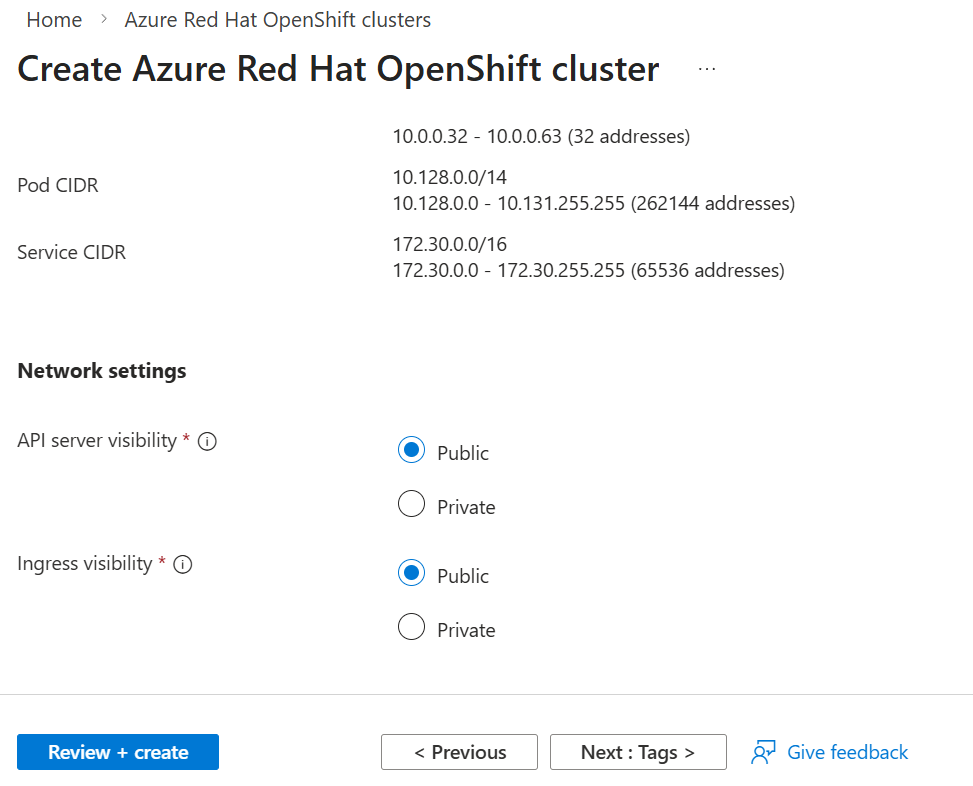 Home > Azure Red Hat OpenShift clusters
Create Azure Red Hat OpenShift cluster ...
10.0.0.32 - 10.0.0.63 (32 addresses)
Pod CIDR
10.128.0.0/14
10.128.0.0 - 10.131.255.255 (262144 addresses)
Service CIDR
172.30.0.0/16
172.30.0.0 - 172.30.255.255 (65536 addresses)
Network settings
API server visibility *
Public
Private
Ingress visibility *
Public
Private
Review + create
< Previous
Next : Tags >
Give feedback